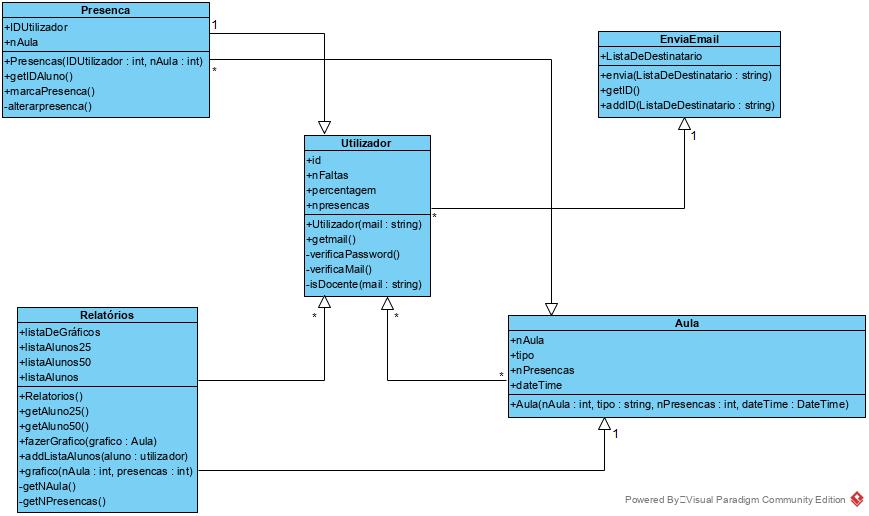 Presenca
+IDUtilizador
+nAula
+Presencas(IDUtilizador : int, nAula : int)
+getIDAluno()
+marcaPresenca()
-alterarpresenca()
1
*
EnviaEmail
+ListaDeDestinatario
+envia(ListaDeDestinatario : string)
+getID()
+addID(ListaDeDestinatario : string)
1
Utilizador
+id
+nFaltas
+percentagem
+npresencas
+Utilizador(mail : string)
+getmail()
-verificaPassword()
-verificaMail()
-isDocente(mail : string)
*
*
*
Relatórios
+listaDeGráficos
+listaAlunos25
+listaAlunos50
+listaAlunos
+Relatorios()
+getAluno25()
+getAluno50()
+fazerGrafico(grafico : Aula)
+addListaAlunos(aluno : utilizador)
+grafico(nAula : int, presencas : int)
-getNAula()
-getNPresencas()
*
Aula
+nAula
+tipo
+nPresencas
+dateTime
+Aula(nAula : int, tipo : string, nPresencas : int, dateTime : DateTime)
1
Powered By Visual Paradigm Community Edition